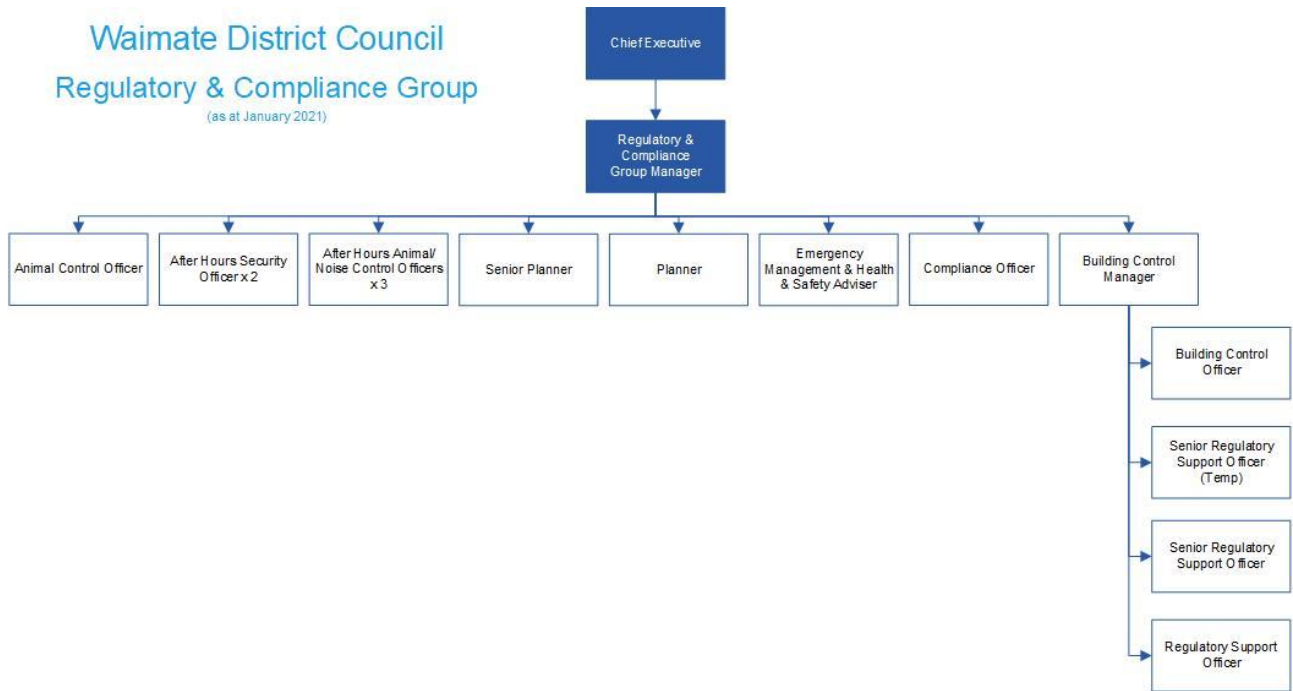 Waimate District Council
Regulatory & Compliance Group
(as at January 2021)
Chief Executive
Regulatory &
Compliance
Group Manager
Animal Control Officer
After Hours Security
Officer x 2
After Hours Animal/
Noise Control Officers
x 3
Senior Planner
Planner
Emergency
Management & Health
& Safety Adviser
Compliance Officer
Building Control
Manager
Building Control
Officer
Senior Regulatory
Support Officer
(Temp)
Senior Regulatory
Support Officer
Regulatory Support
Officer